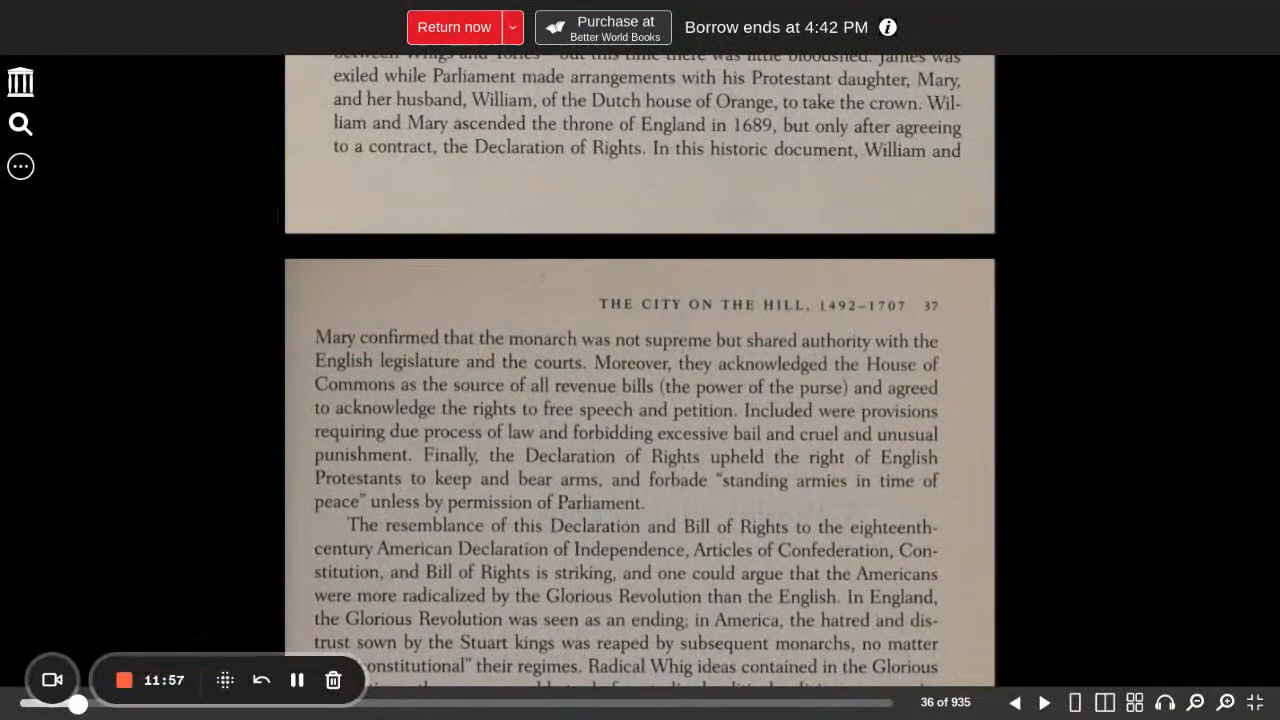 Return now
Purchase at
Better World Books
Borrow ends at 4:42 PM
between Whigs and Tories—but this time there was little bloodshed. James was
exiled while Parliament made arrangements with his Protestant daughter, Mary,
and her husband, William, of the Dutch house of Orange, to take the crown. Wil-
liam and Mary ascended the throne of England in 1689, but only after agreeing
to a contract, the Declaration of Rights. In this historic document, William and
THE CITY ON THE HILL, 1492–1707 37
Mary confirmed that the monarch was not supreme but shared authority with the
English legislature and the courts. Moreover, they acknowledged the House of
Commons as the source of all revenue bills (the power of the purse) and agreed
to acknowledge the rights to free speech and petition. Included were provisions
requiring due process of law and forbidding excessive bail and cruel and unusual
punishment. Finally, the Declaration of Rights upheld the right of English
Protestants to keep and bear arms, and forbade “standing armies in time of
peace” unless by permission of Parliament.
The resemblance of this Declaration and Bill of Rights to the eighteenth-
century American Declaration of Independence, Articles of Confederation, Con-
stitution, and Bill of Rights is striking, and one could argue that the Americans
were more radicalized by the Glorious Revolution than the English. In England,
the Glorious Revolution was seen as an ending; in America, the hatred and dis-
trust sown by the Stuart kings was reaped by subsequent monarchs, no matter
constitutional” their regimes. Radical Whig ideas contained in the Glorious
11:57
36 of 935